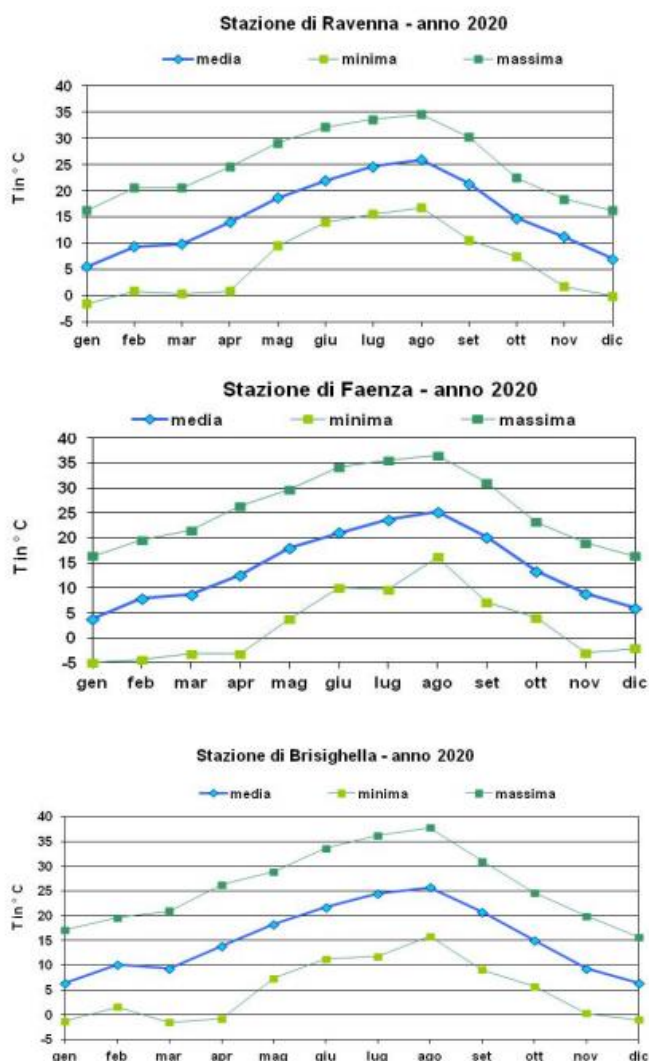 Stazione di Ravenna - anno 2020
media minima massima
T in ° C
40
35
30
25
20
15
10
5
0
-5
gen feb mar apr mag giu lug ago set ott nov dic
Stazione di Faenza - anno 2020
media minima massima
T in ° C
40
35
30
25
20
15
10
5
0
-5
gen feb mar apr mag giu lug ago set ott nov dic
Stazione di Brisighella - anno 2020
media minima massima
T in ° C
40
35
30
25
20
15
10
5
0
-5
gen feb mar apr mag giu lug ago set ott nov dic